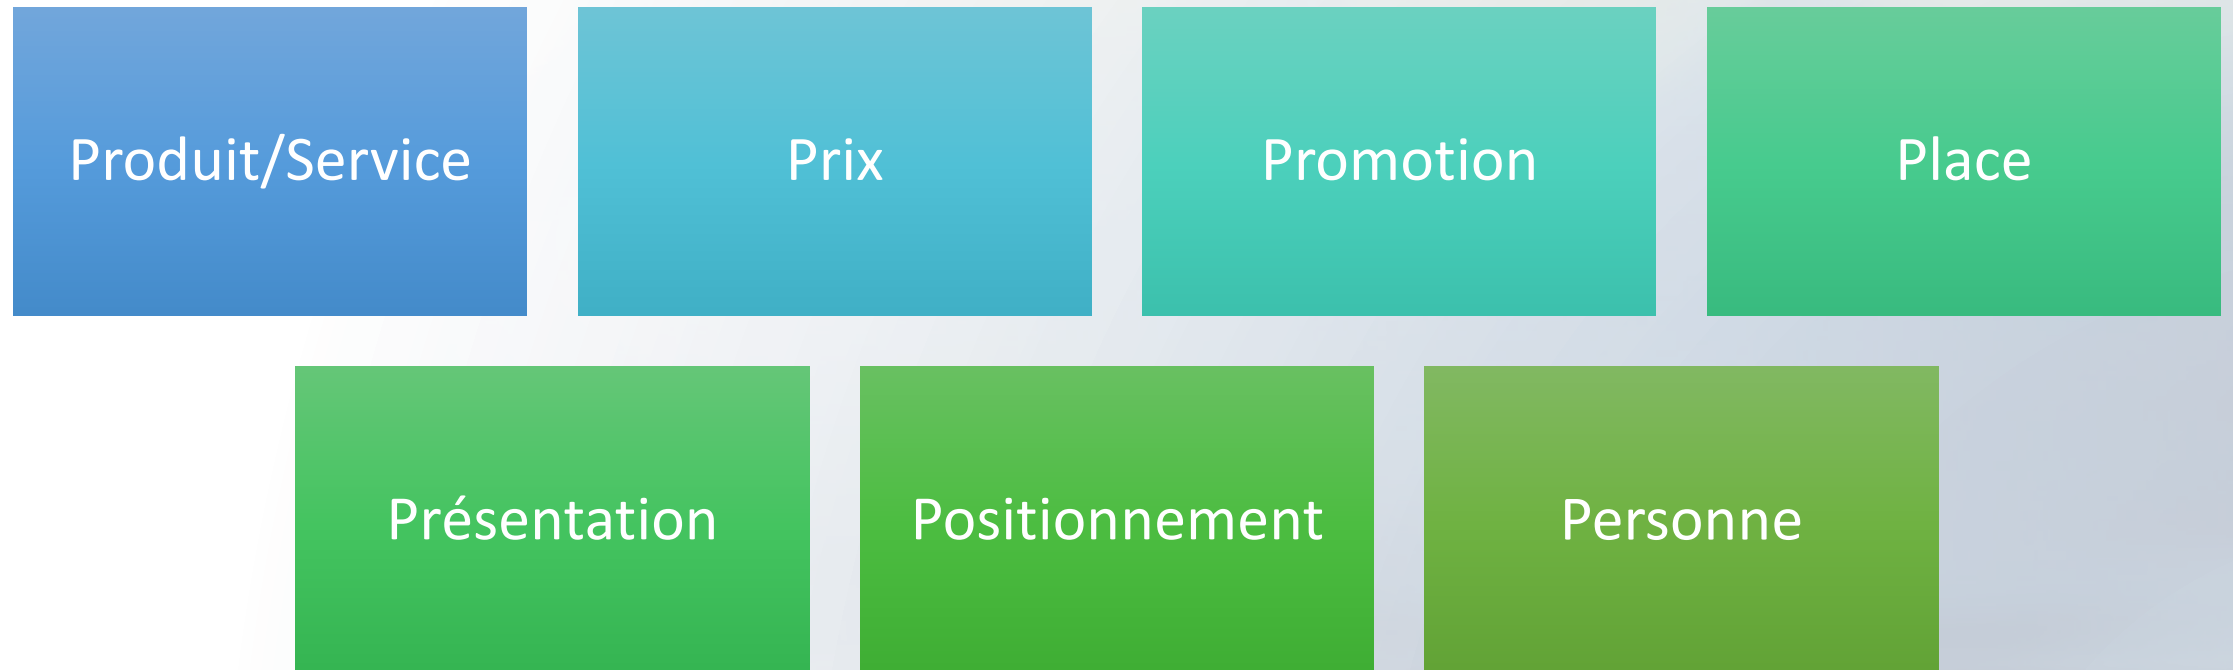 Produit/Service
Prix
Promotion
Place
Présentation
Positionnement
Personne